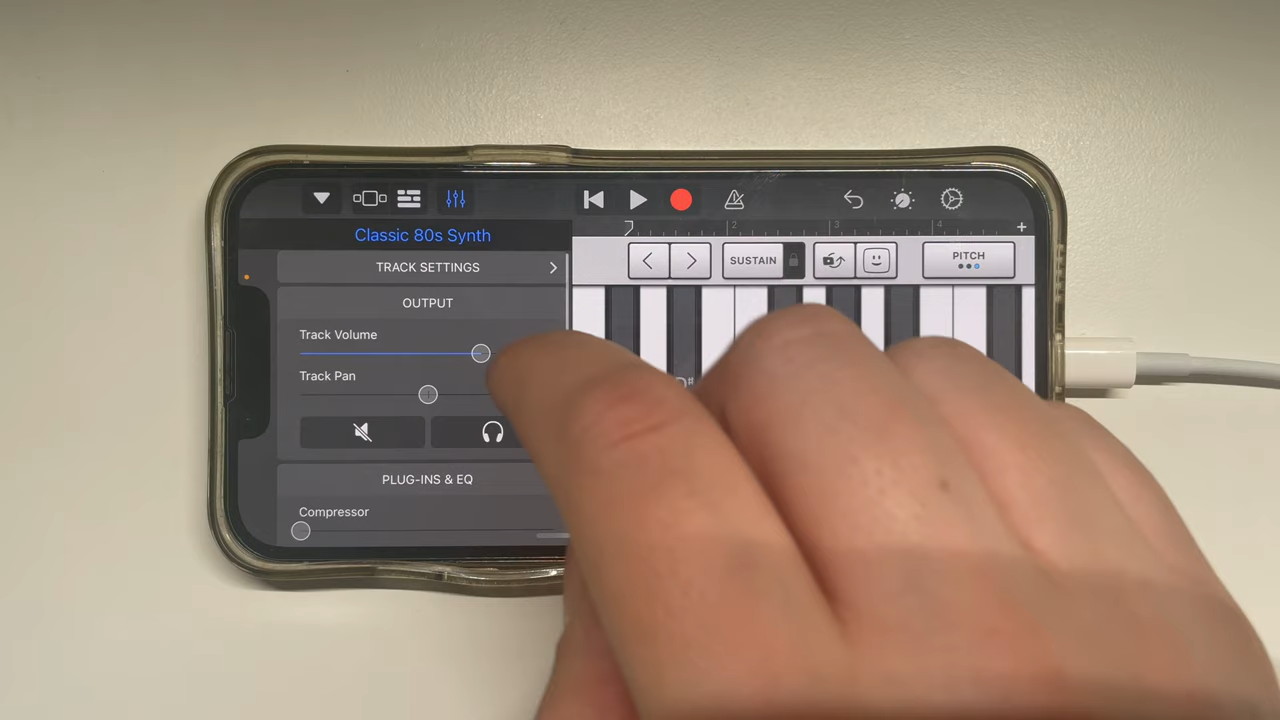 Classic 80s Synth
TRACK SETTINGS
OUTPUT
Track Volume
Track Pan
PLUG-INS & EQ
Compressor
2
3
4
SUSTAIN
PITCH
D#